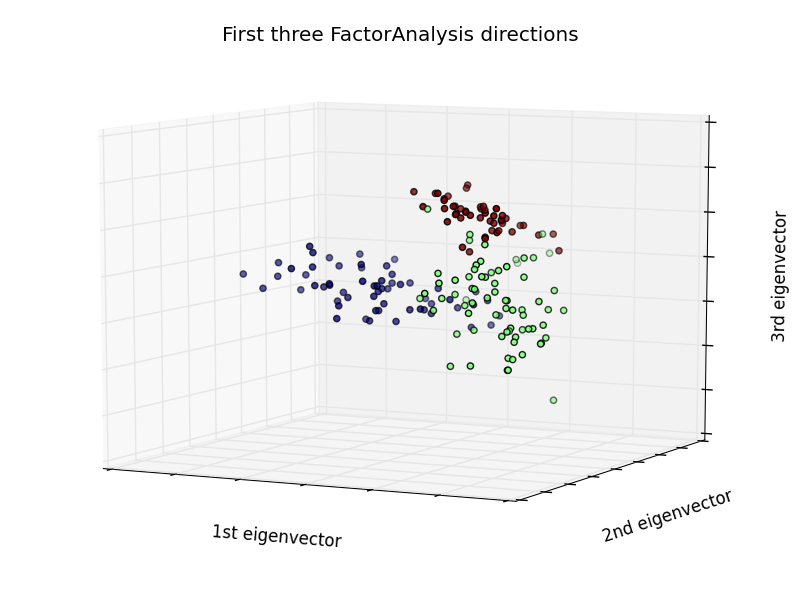 First three FactorAnalysis directions
3rd eigenvector
2nd eigenvector
1st eigenvector